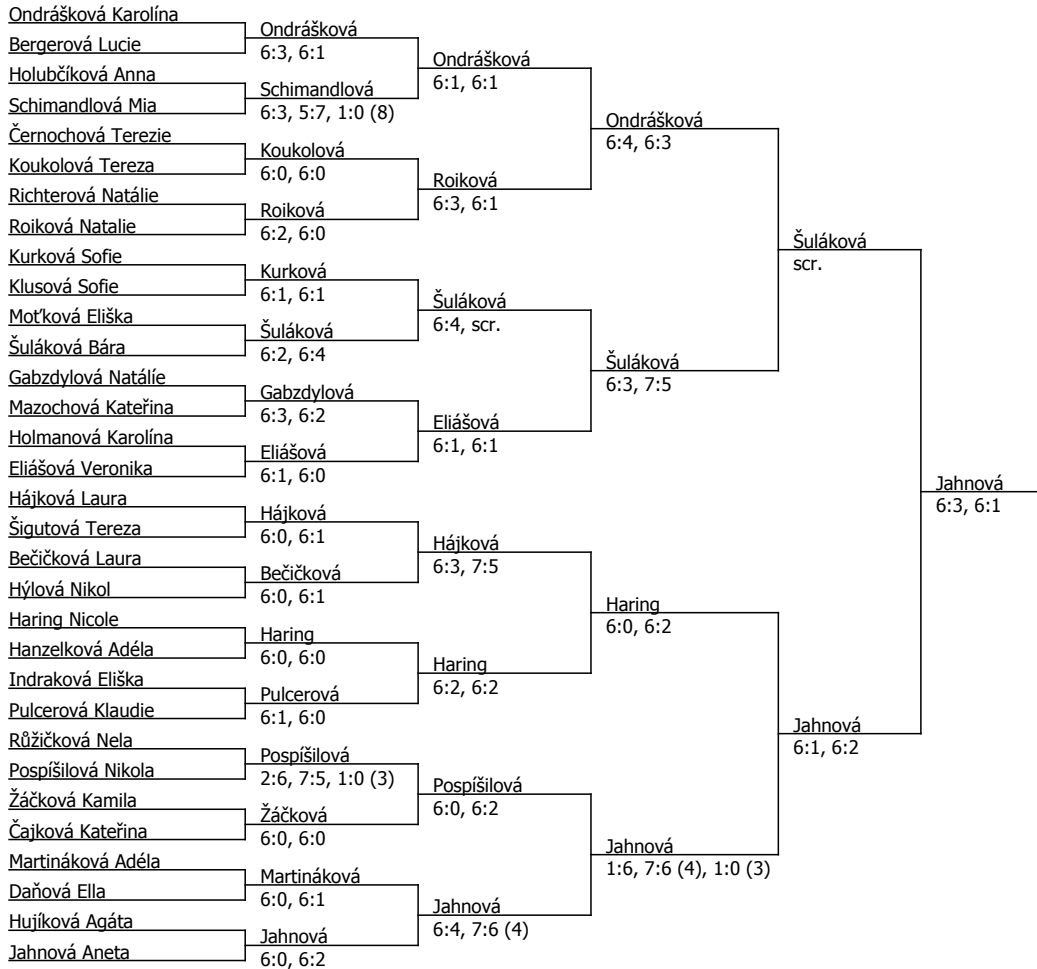 Ondrášková Karolína
Bergerová Lucie
Holubčíková Anna
Schimandlová Mia
Černochová Terezie
Koukolová Tereza
Richterová Natálie
Roiková Natalie
Kurková Sofie
Klusová Sofie
Moťková Eliška
Šuláková Bára
Gabzdylová Natálíe
Mazochová Kateřina
Holmanová Karolína
Eliášová Veronika
Hájková Laura
Šigutová Tereza
Bečičková Laura
Hýlová Nikol
Haring Nicole
Hanzelková Adéla
Indraková Eliška
Pulcerová Klaudie
Růžičková Nela
Pospíšilová Nikola
Žáčková Kamila
Čajková Kateřina
Martináková Adéla
Daňová Ella
Hujíková Agáta
Jahnová Aneta
Ondrášková
6:3, 6:1
Schimandlová
6:3, 5:7, 1:0 (8)
Koukolová
6:0, 6:0
Roiková
6:2, 6:0
Kurková
6:1, 6:1
Šuláková
6:2, 6:4
Gabzdylová
6:3, 6:2
Eliášová
6:1, 6:0
Hájková
6:0, 6:1
Bečičková
6:0, 6:1
Haring
6:0, 6:0
Pulcerová
6:1, 6:0
Pospíšilová
2:6, 7:5, 1:0 (3)
Žáčková
6:0, 6:0
Martináková
6:0, 6:1
Jahnová
6:0, 6:2
Ondrášková
6:1, 6:1
Roiková
6:3, 6:1
Šuláková
6:4, scr.
Eliášová
6:1, 6:1
Hájková
6:3, 7:5
Haring
6:2, 6:2
Pospíšilová
6:0, 6:2
Jahnová
6:4, 7:6 (4)
Ondrášková
6:4, 6:3
Šuláková
6:3, 7:5
Haring
6:0, 6:2
Jahnová
1:6, 7:6 (4), 1:0 (3)
Šuláková
scr.
Jahnová
6:1, 6:2
Jahnová
6:3, 6:1